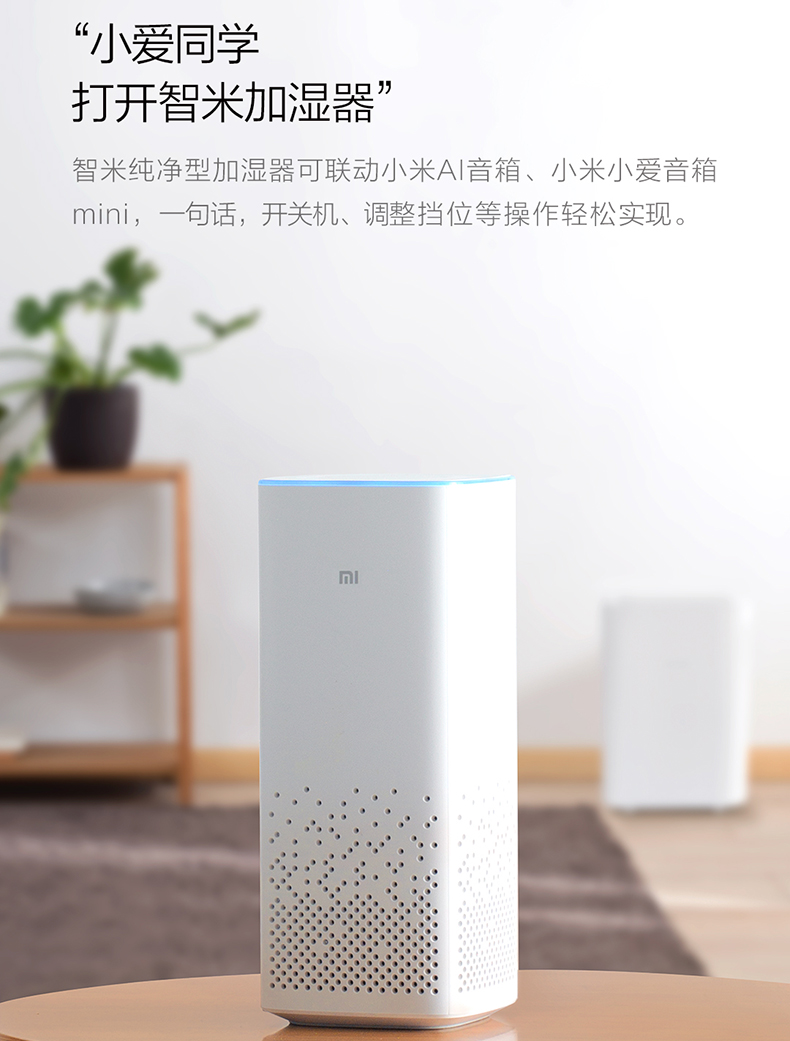 “小爱同学
打开智米加湿器”
智米纯净型加湿器可联动小米AI音箱、小米小爱音箱
mini，一句话，开关机、调整挡位等操作轻松实现。
mi